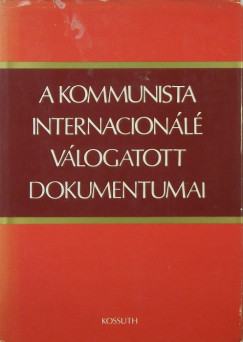 A KOMMUNISTA
INTERNACIONÁLÉ
VÁLOGATOTT
DOKUMENTUMAI
KOSSUTH